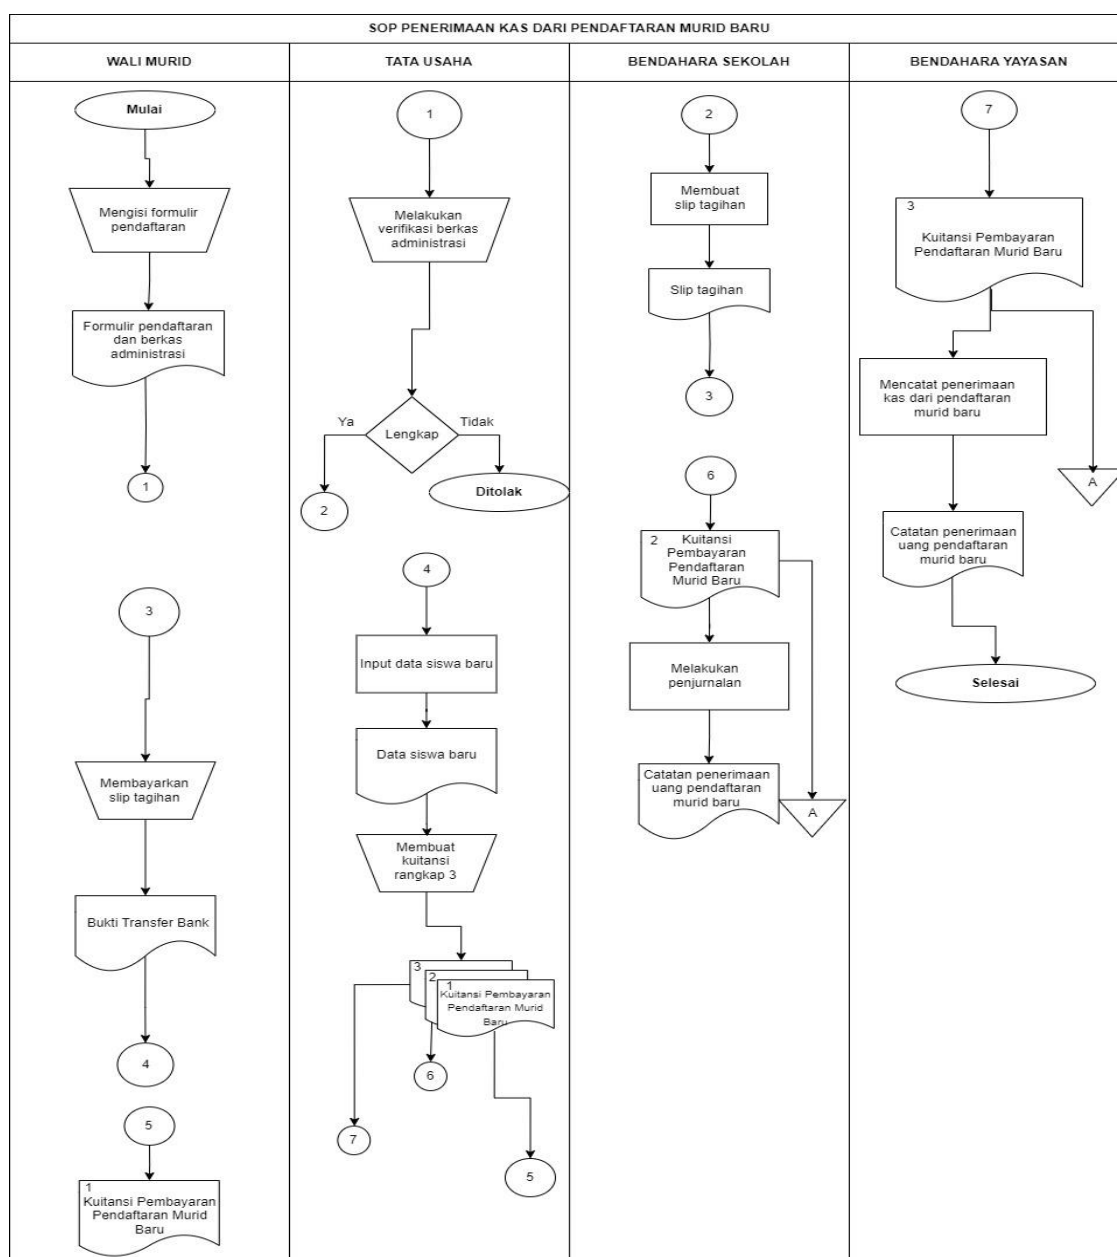 SOP PENERIMAAN KAS DARI PENDAFTARAN MURID BARU
WALI MURID
TATA USAHA
BENDAHARA SEKOLAH
BENDAHARA YAYASAN
Mulai
Mengisi formulir
pendaftaran
Formulir pendaftaran
dan berkas
administrasi
1
3
Membayarkan
slip tagihan
Bukti Transfer Bank
4
5
1
Kuitansi Pembayaran
Pendaftaran Murid
Baru
1
Melakukan
verifikasi berkas
administrasi
Ya
Lengkap
Tidak
2
Ditolak
4
Input data siswa baru
Data siswa baru
Membuat
kuitansi
rangkap 3
3
2
1
Kuitansi Pembayaran
Pendaftaran Murid
Baru
6
7
5
2
Membuat
slip tagihan
Slip tagihan
3
6
2
Kuitansi
Pembayaran
Pendaftaran
Murid Baru
Melakukan
penjurnalan
Catatan penerimaan
uang pendaftaran
murid baru
A
7
3
Kuitansi Pembayaran
Pendaftaran Murid Baru
Mencatat penerimaan
kas dari pendaftaran
murid baru
A
Catatan penerimaan
uang pendaftaran
murid baru
Selesai